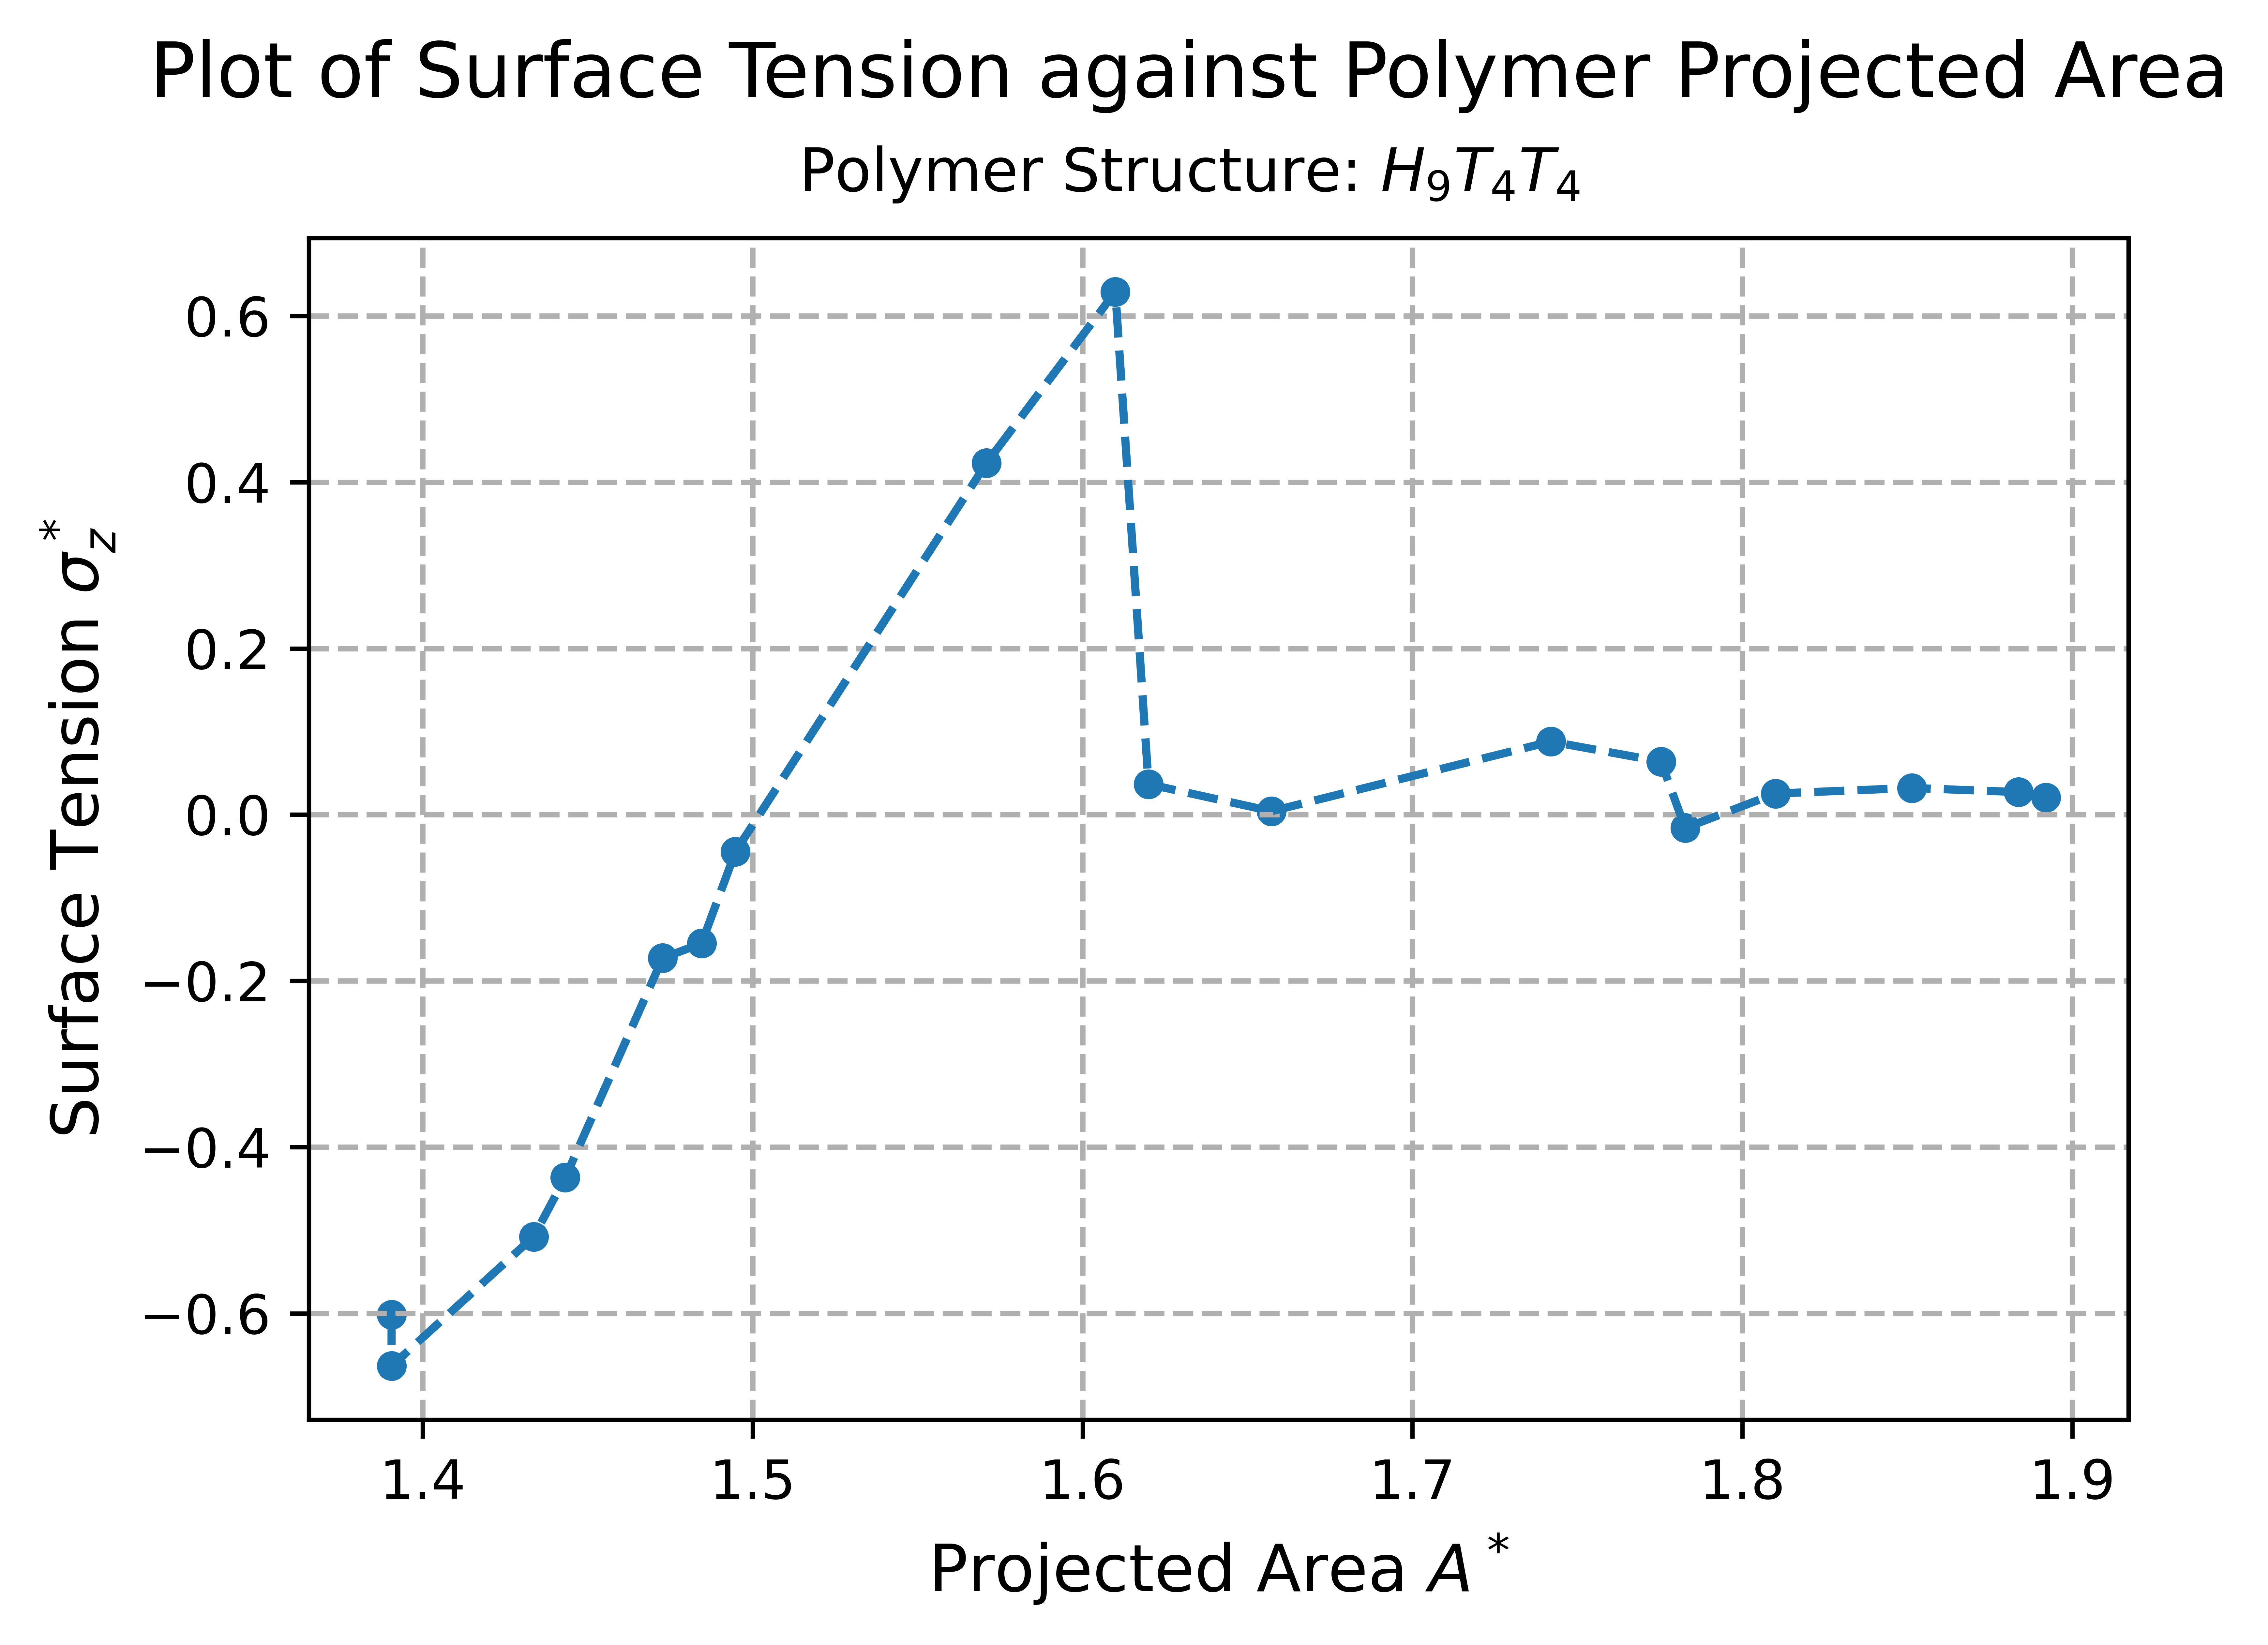 Plot of Surface Tension against Polymer Projected Area
Polymer Structure: H₉T₄T₄
Surface Tension σ_z^*
0.6
0.4
0.2
0.0
−0.2
−0.4
−0.6
1.4 1.5 1.6 1.7 1.8 1.9
Projected Area A^*